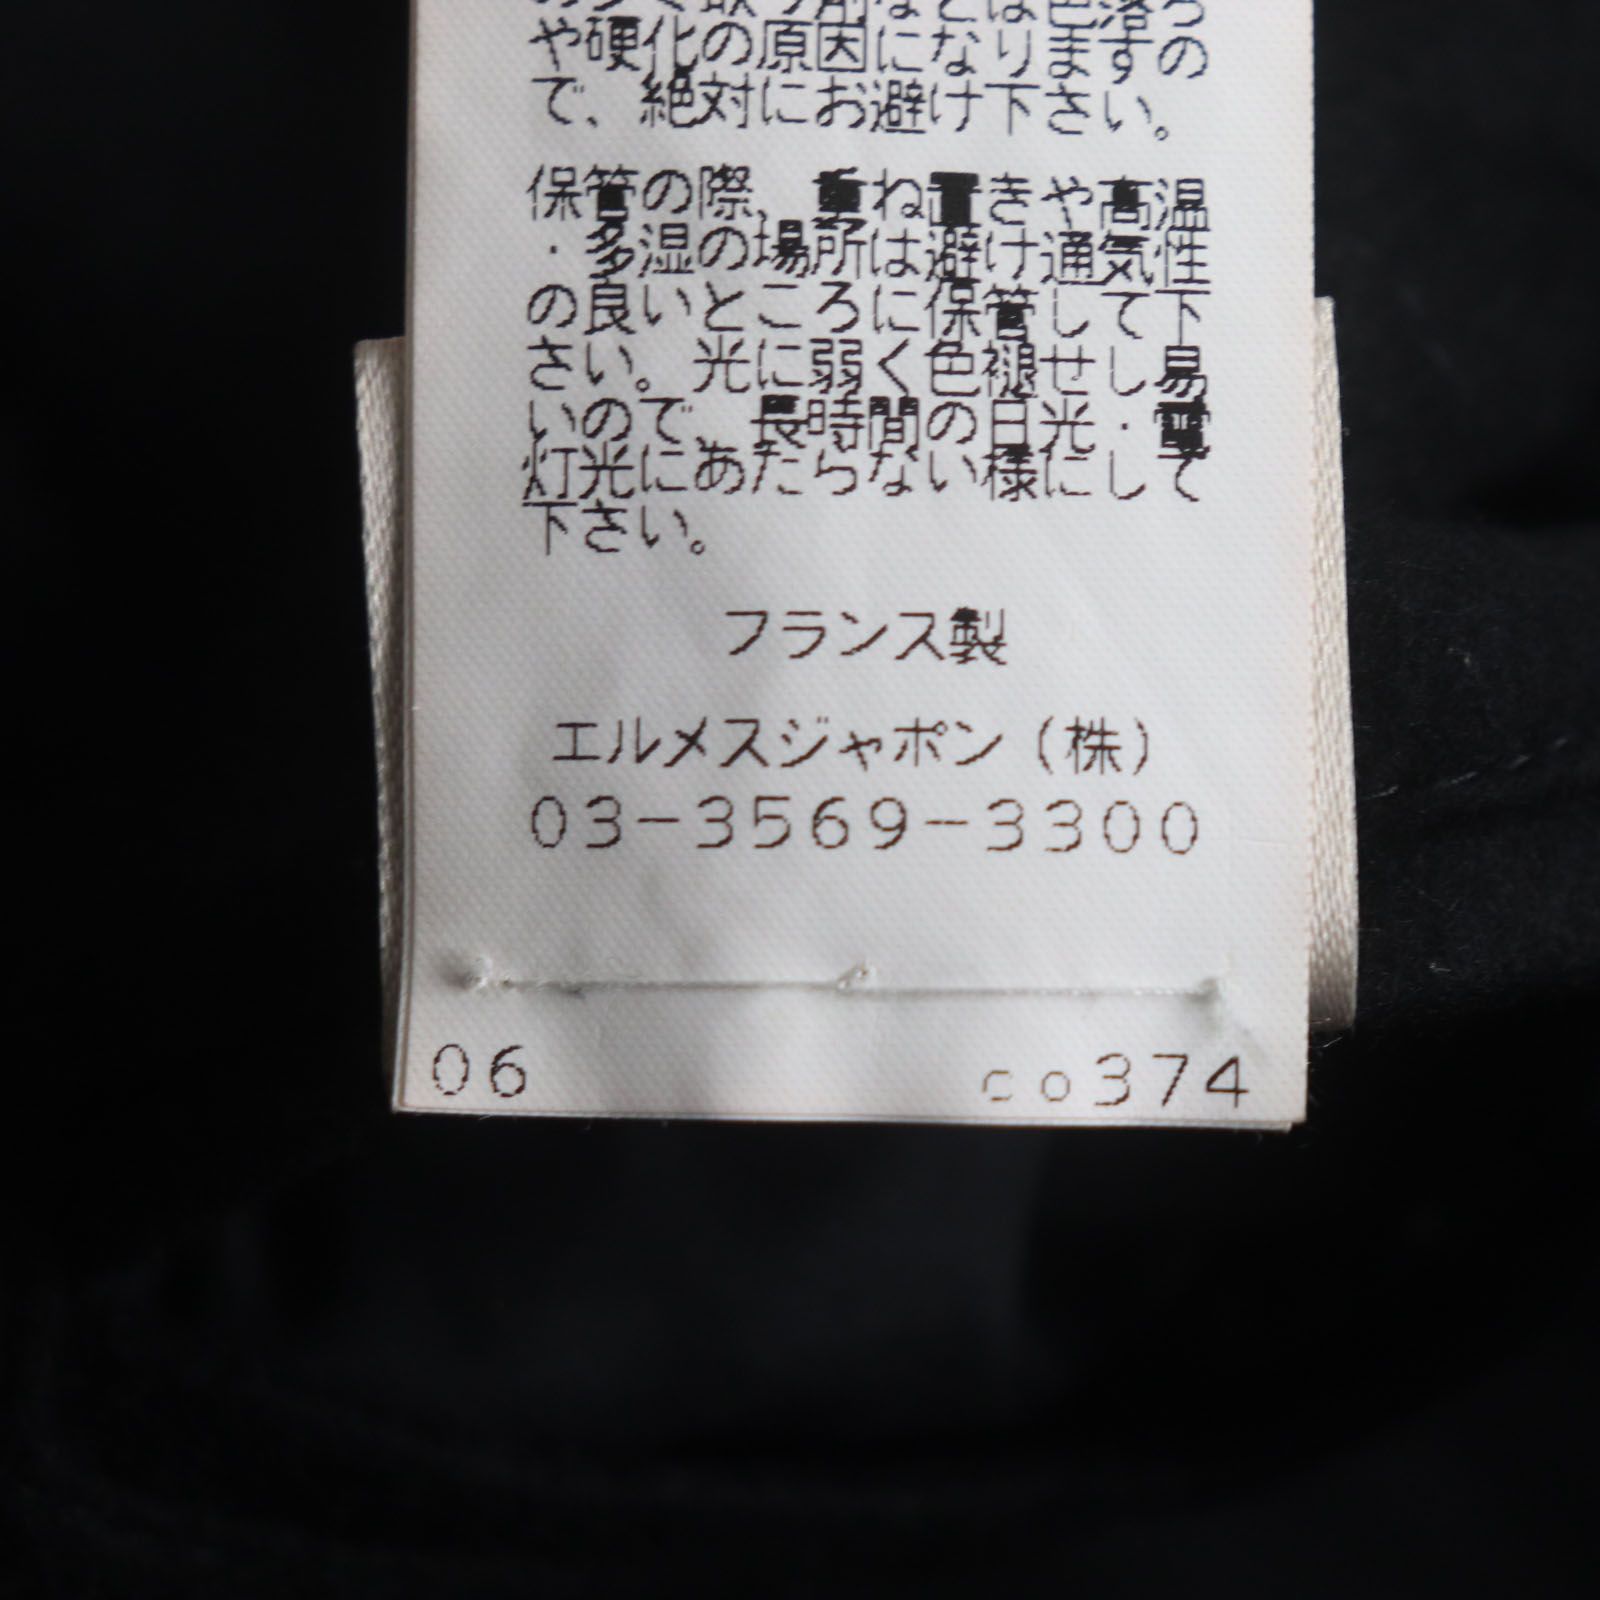 や硬化の原因になりますの
で、絶対にお避け下さい。
保管の際、重ね置きや高温
・多湿の場所は避け通気性
の良いところに保管して下
さい。光に弱く色褪せし易
いので、長時間の日光・電
灯光にあたらない様にして
下さい。
フランス製
エルメスジャポン（株）
03-3569-3300
06 co374